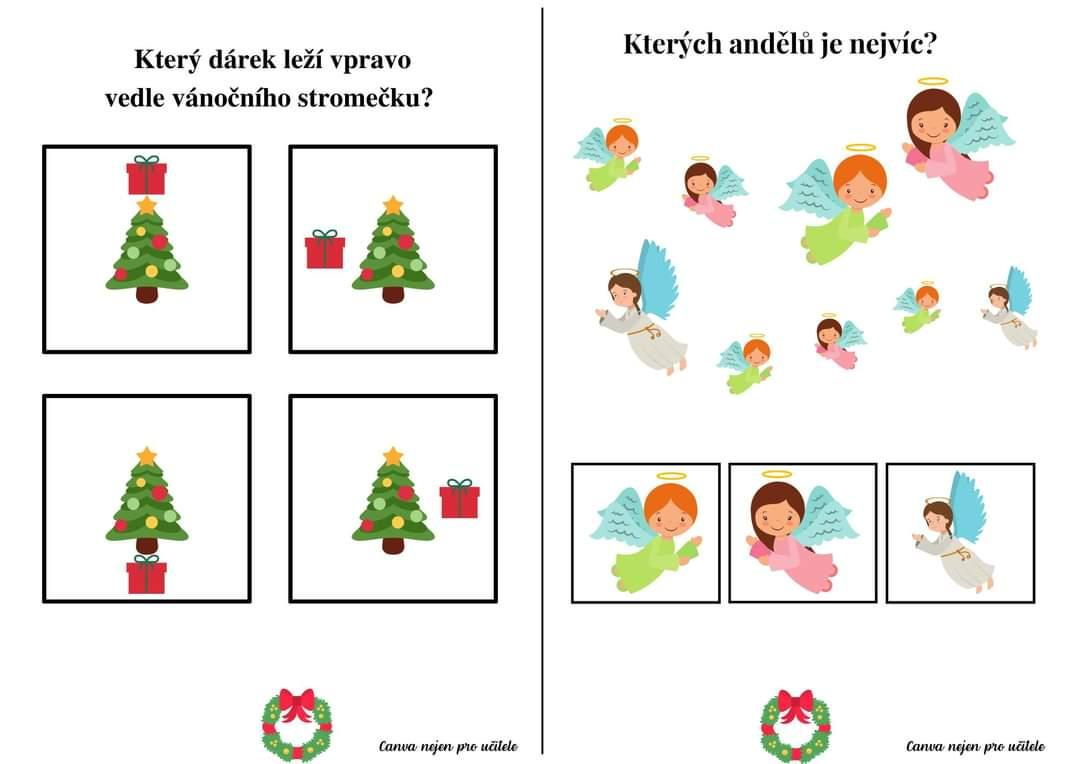 Který dárek leží vpravo
vedle vánočního stromečku?
Canva nejen pro učitele
Kterých andělů je nejvíc?
Canva nejen pro učitele